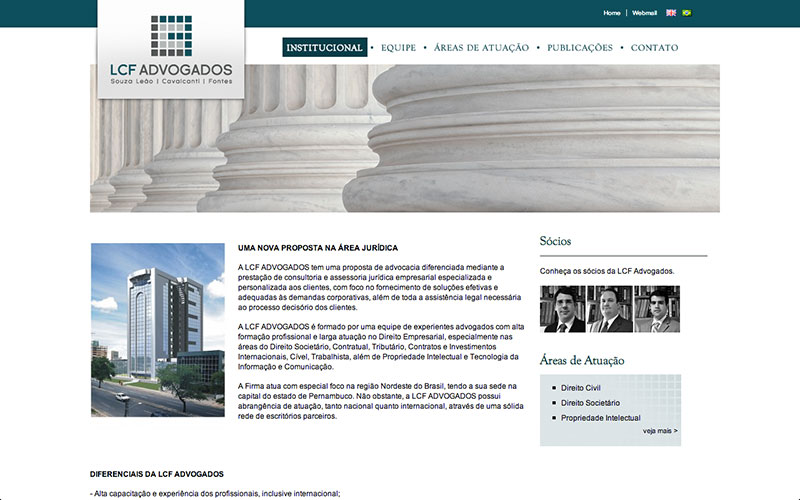 Home | Webmail
LCF ADVOGADOS
Souza Leão | Cavalcanti | Fontes
INSTITUCIONAL • EQUIPE • ÁREAS DE ATUAÇÃO • PUBLICAÇÕES • CONTATO
UMA NOVA PROPOSTA NA ÁREA JURÍDICA
A LCF ADVOGADOS tem uma proposta de advocacia diferenciada mediante a
prestação de consultoria e assessoria jurídica empresarial especializada e
personalizada aos clientes, com foco no fornecimento de soluções efetivas e
adequadas às demandas corporativas, além de toda a assistência legal necessária
ao processo decisório dos clientes.
A LCF ADVOGADOS é formado por uma equipe de experientes advogados com alta
formação profissional e larga atuação no Direito Empresarial, especialmente nas
áreas do Direito Societário, Contratual, Tributário, Contratos e Investimentos
Internacionais, Cível, Trabalhista, além de Propriedade Intelectual e Tecnologia da
Informação e Comunicação.
A Firma atua com especial foco na região Nordeste do Brasil, tendo a sua sede na
capital do estado de Pernambuco. Não obstante, a LCF ADVOGADOS possui
abrangência de atuação, tanto nacional quanto internacional, através de uma sólida
rede de escritórios parceiros.
Sócios
Conheça os sócios da LCF Advogados.
Áreas de Atuação
Direito Civil
Direito Societário
Propriedade Intelectual
veja mais >
DIFERENCIAIS DA LCF ADVOGADOS
- Alta capacitação e experiência dos profissionais, inclusive internacional;